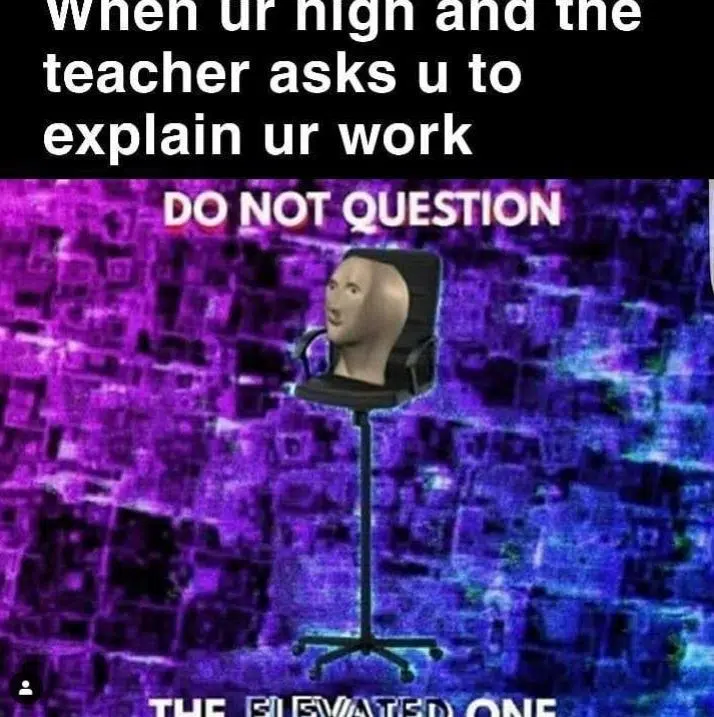 When ur high and the
teacher asks u to
explain ur work
DO NOT QUESTION
THE ELEVATED ONE